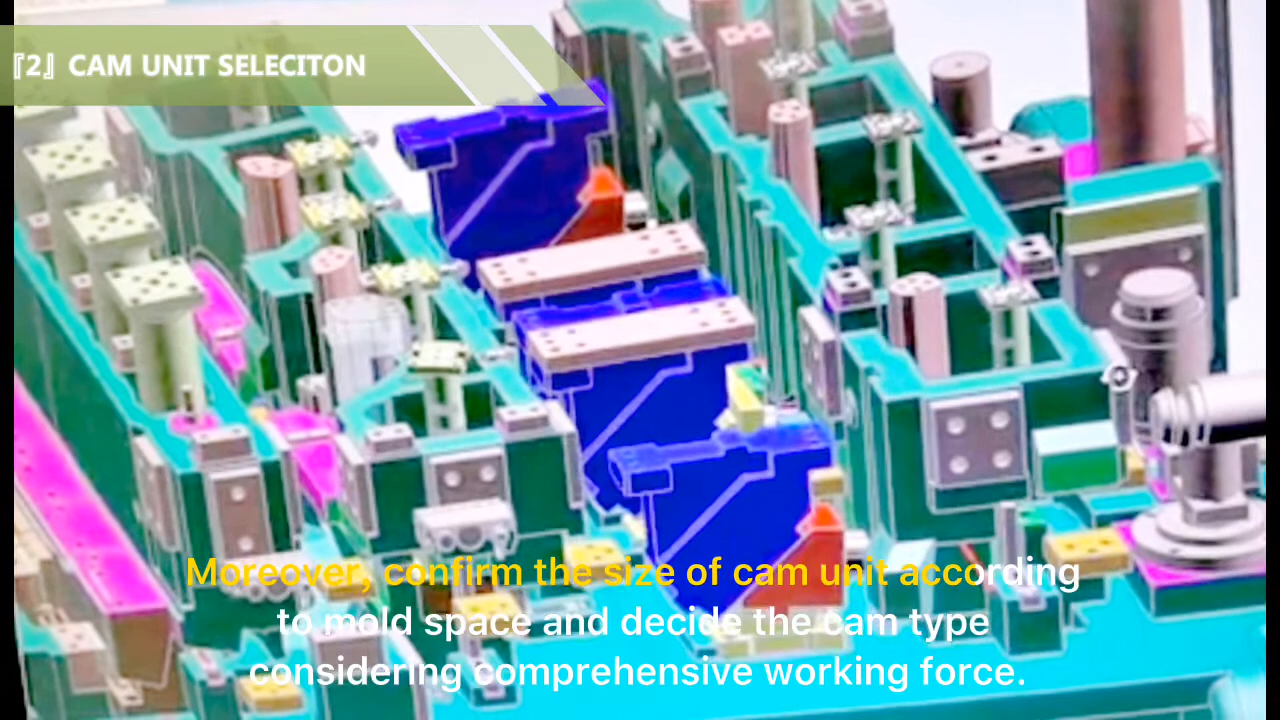 『2』CAM UNIT SELECITON
Moreover, confirm the size of cam unit according
to mold space and decide the cam type
considering comprehensive working force.